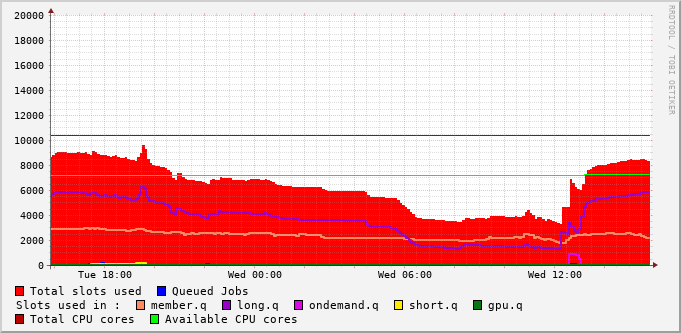 20000
18000
16000
14000
12000
10000
8000
6000
4000
2000
0
Tue 18:00 Wed 00:00 Wed 06:00 Wed 12:00
Total slots used Queued Jobs
Slots used in : member.q long.q ondemand.q short.q gpu.q
Total CPU cores Available CPU cores
RRDTOOL / TOBI OETIKER